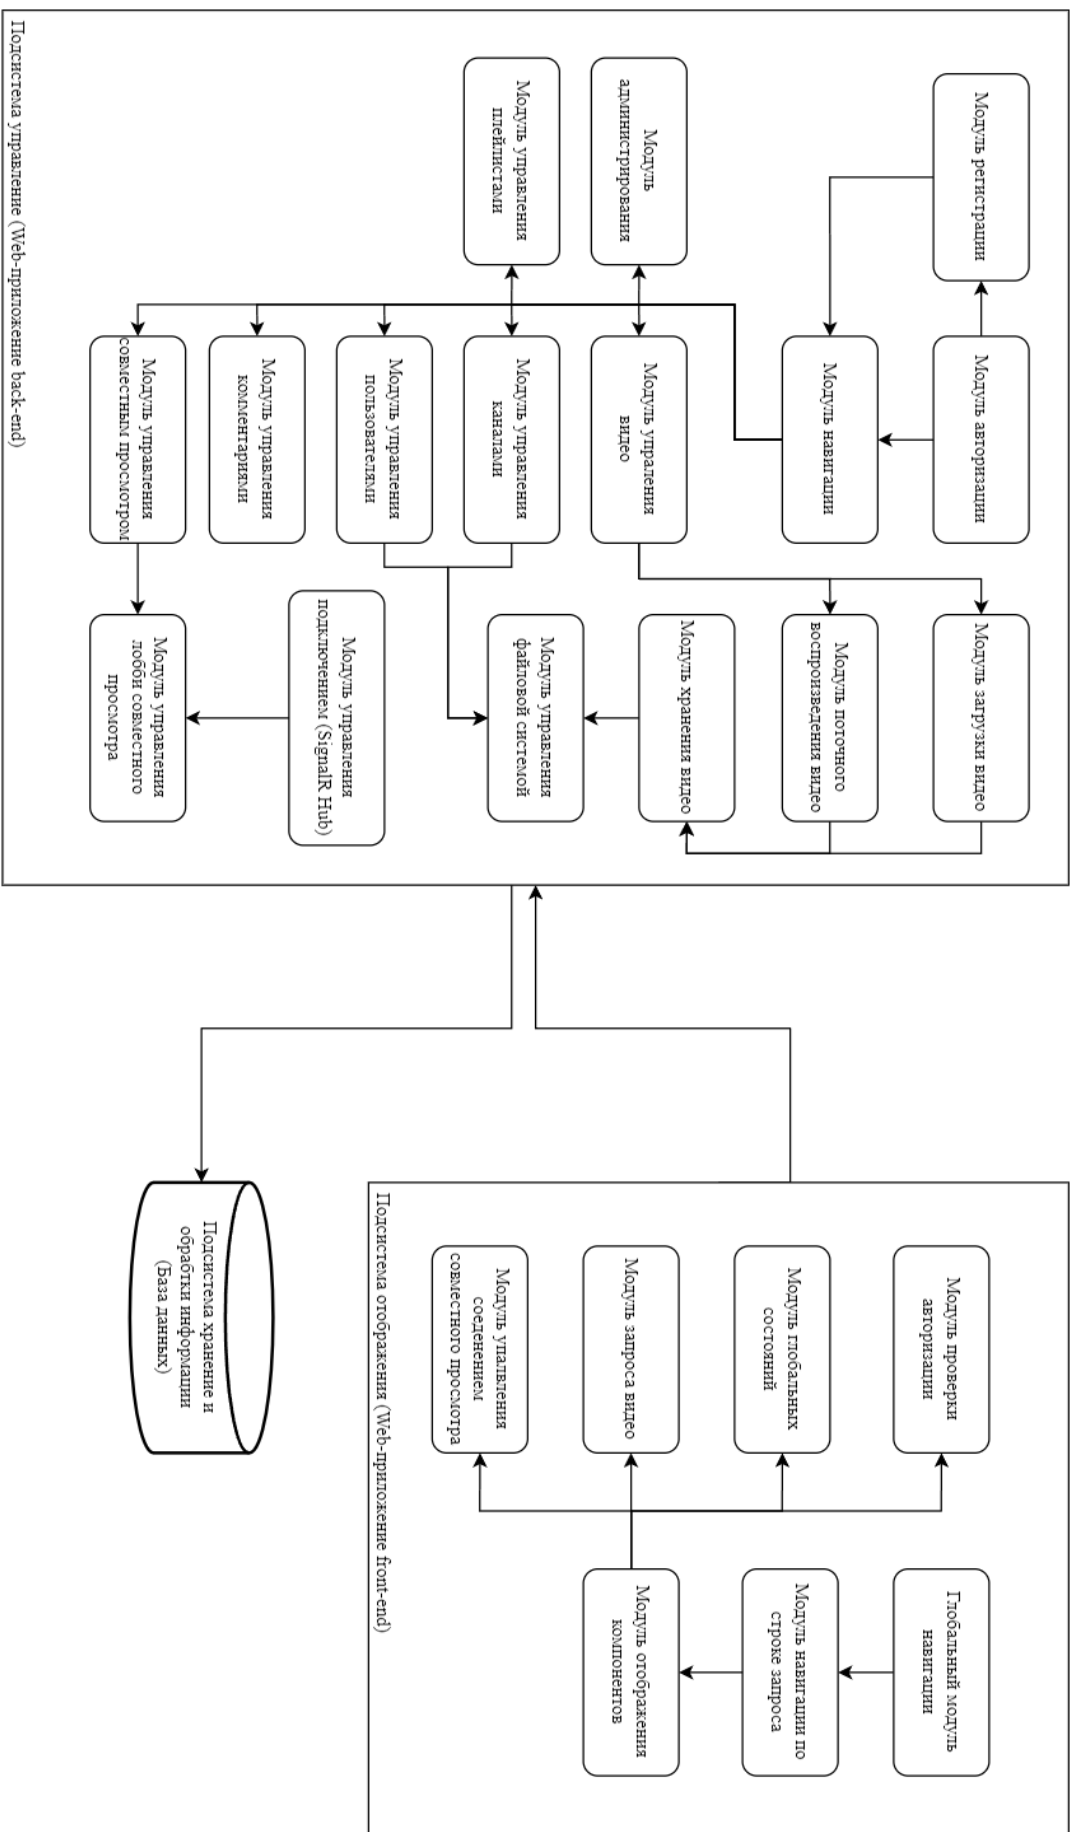 Модуль регистрации
Модуль авторизации
Модуль загрузки видео
Модуль навигации
Модуль поточного
воспроизведения видео
Модуль
администрирования
Модуль упраления
видео
Модуль хранения видео
Модуль управления
плейлистами
Модуль управления
каналами
Модуль управления
файловой системой
Модуль управления
пользователями
Модуль управления
подключением (SignalR Hub)
Модуль управления
комментариями
Модуль управления
совместным просмотром
Модуль управления
лобби совместного
просмотра
Подсистема управление (Web-приложение back-end)
Модуль проверки
авторизации
Глобальный модуль
навигации
Модуль глобальных
состояний
Модуль навигации по
строке запроса
Модуль запроса видео
Модуль отображения
компонентов
Модуль упалвления
соеденением
совместного просмотра
Подсистема отображения (Web-приложение front-end)
Подсистема хранение и
обрабтки информации
(База данных)